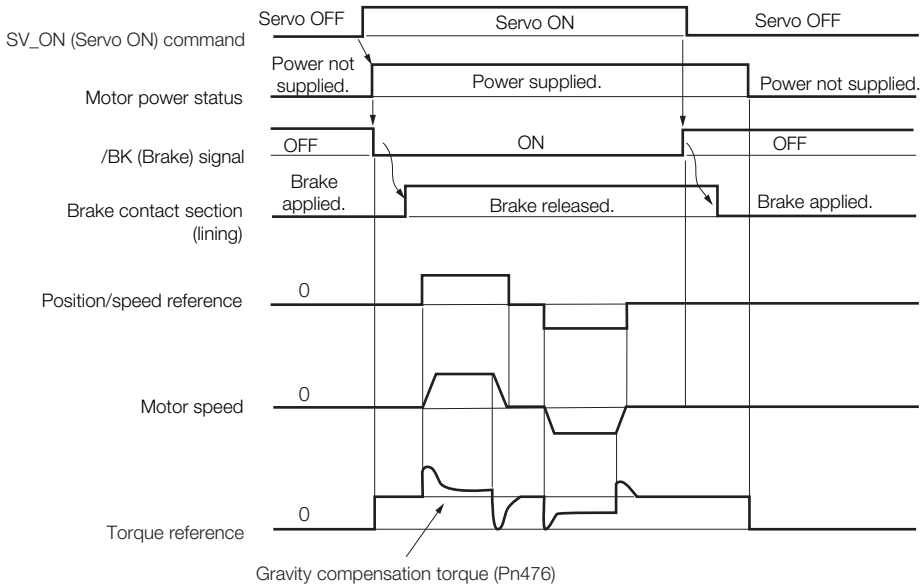 Servo OFF
Servo ON
Servo OFF
SV_ON (Servo ON) command
Power not
supplied.
Power supplied.
Power not supplied.
Motor power status
OFF
ON
OFF
/BK (Brake) signal
Brake
applied.
Brake released.
Brake applied.
Brake contact section
(lining)
0
Position/speed reference
0
Motor speed
0
Torque reference
Gravity compensation torque (Pn476)